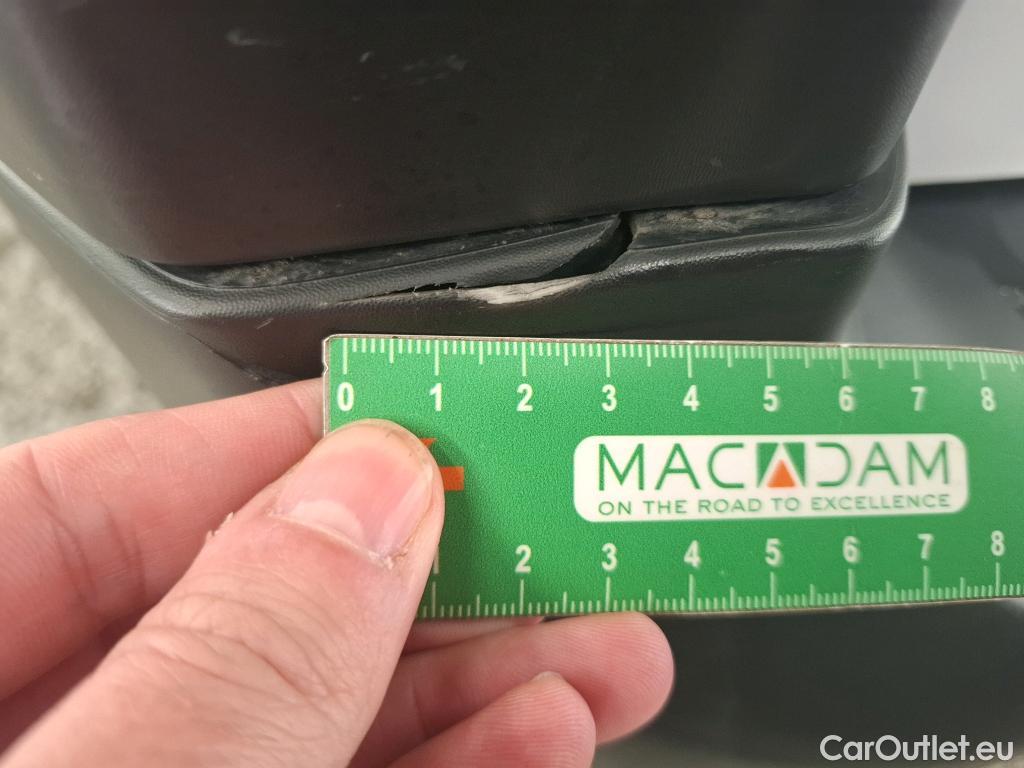 0 1 2 3 4 5 6 7 8
MACADAM
ON THE ROAD TO EXCELLENCE
1 2 3 4 5 6 7 8
CarOutlet.eu